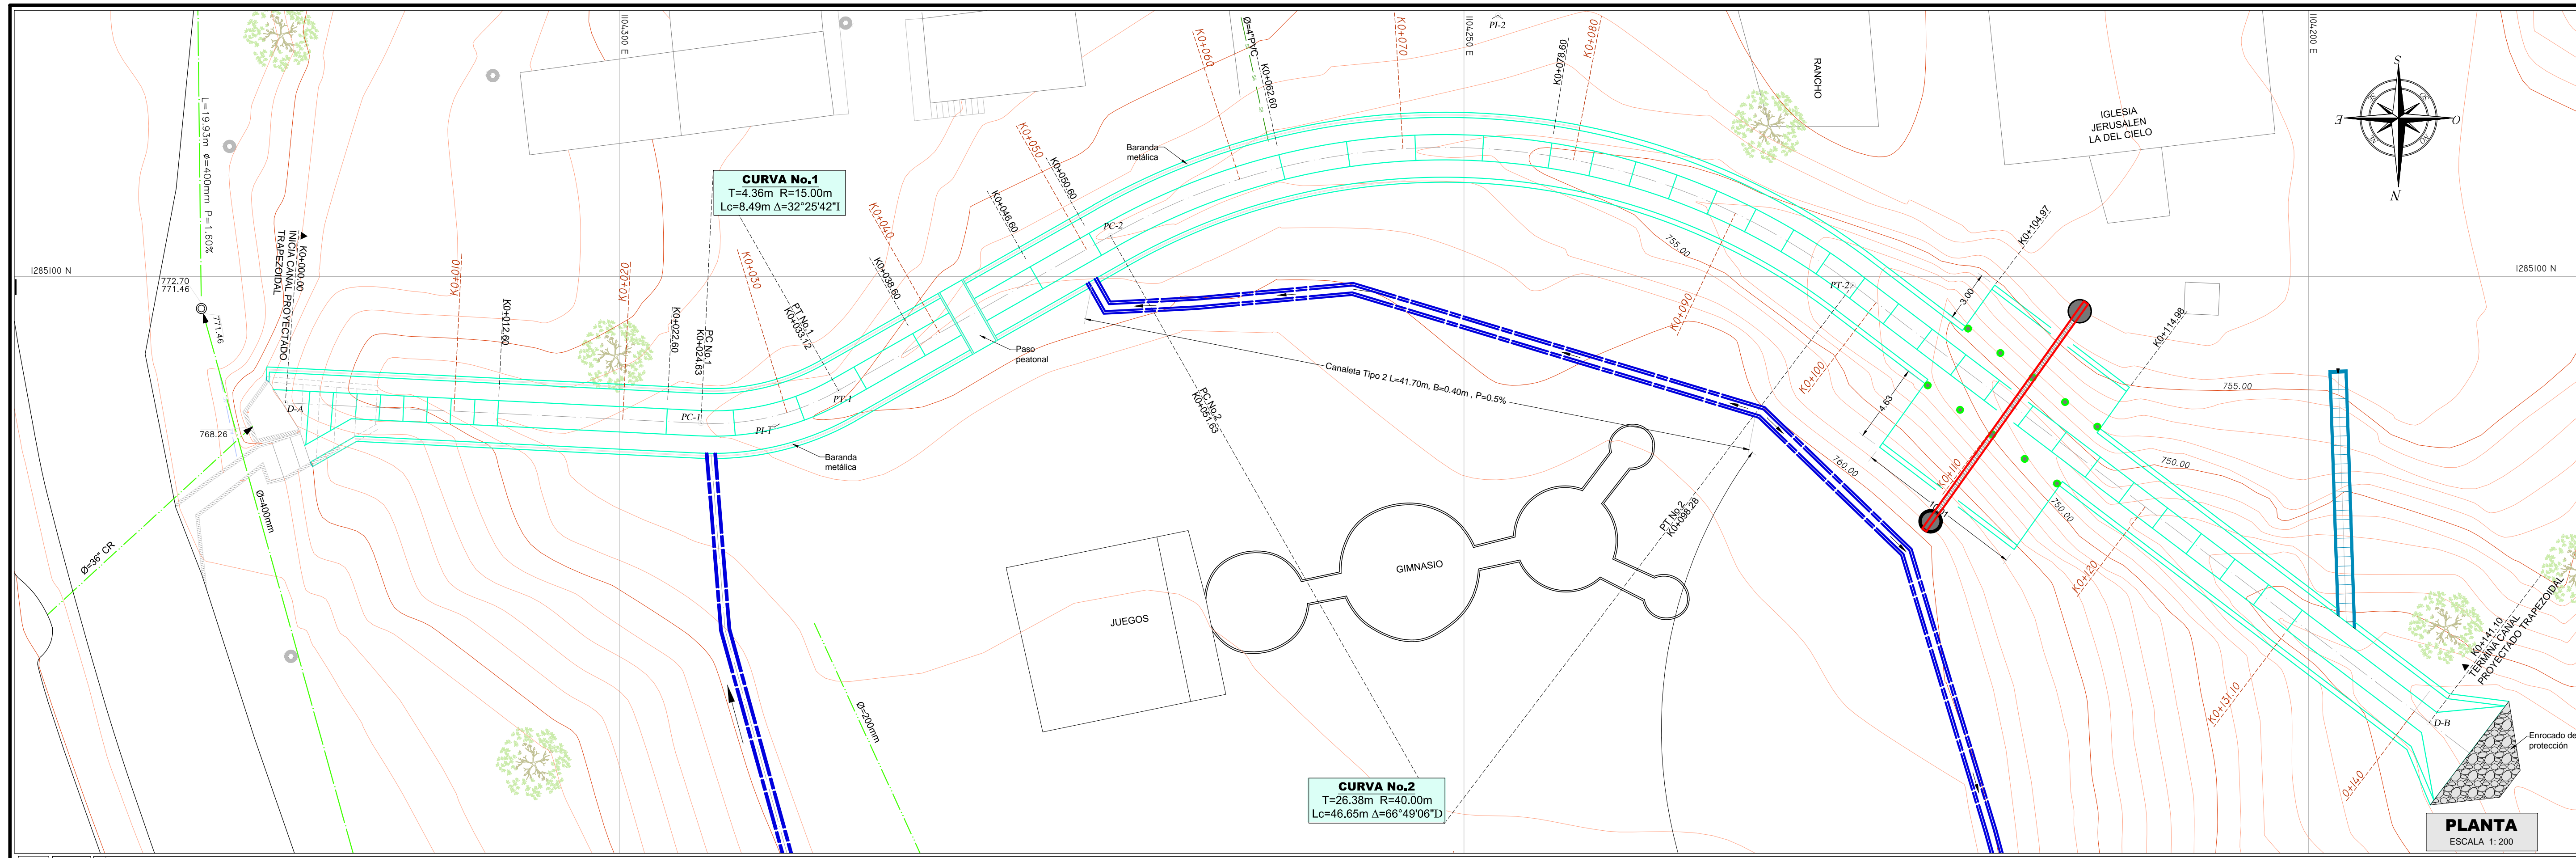 1104300 E
1104250 E
1104200 E
PI-2
Ø=4"PVC
K0+062.60
K0+060
K0+070
K0+078.60
K0+080
RANCHO
IGLESIA
JERUSALEN
LA DEL CIELO
S
E
O
N
L=19.93m ø=400mm P=1.60%
CURVA No.1
T=4.36m R=15.00m
Lc=8.49m Δ=32°25'42"I
K0+050
K0+050.60
K0+046.60
Baranda
metálica
PC-2
K0+040
K0+038.60
K0+030
K0+104.97
755.00
3.00
1285100 N
1285100 N
772.70
771.46
771.46
K0+000.00
INICIA CANAL PROYECTADO
TRAPEZOIDAL
K0+010
K0+012.60
K0+020
K0+022.60
PC No.1
K0+024.63
PT No.1
K0+033.12
Paso
peatonal
PT-2
K0+090
K0+100
K0+114.98
755.00
Canaleta Tipo 2 L=41.70m, B=0.40m , P=0.5%
D-A
PC-1
PI-1
PT-1
768.26
Baranda
metálica
PC No.2
K0+051.63
4.63
760.00
K0+110
10.01
750.00
750.00
Ø=400mm
Ø=36" CR
PT No.2
K0+098.28
GIMNASIO
JUEGOS
K0+120
K0+131.10
K0+141.10
TERMINA CANAL
PROYECTADO TRAPEZOIDAL
D-B
Enrocado de
protección
0+140
Ø=200mm
CURVA No.2
T=26.38m R=40.00m
Lc=46.65m Δ=66°49'06"D
PLANTA
ESCALA 1: 200